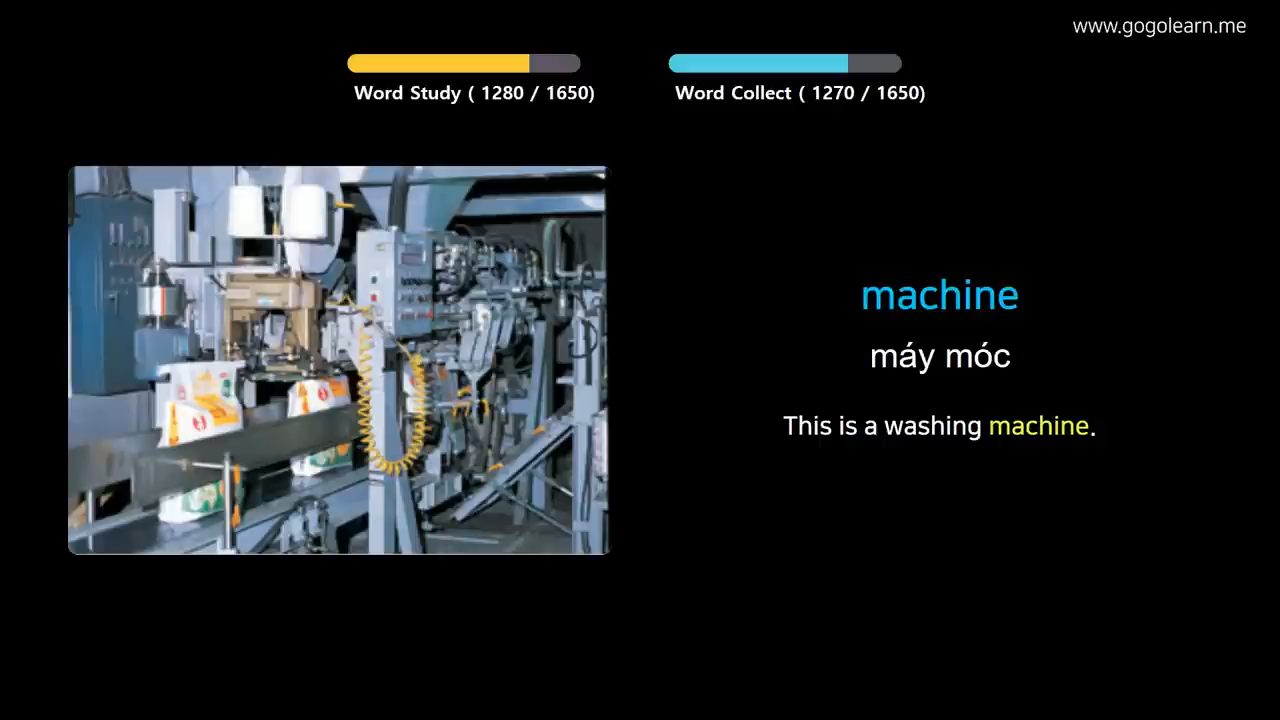 www.gogolearn.me
Word Study ( 1280 / 1650)
Word Collect ( 1270 / 1650)
machine
máy móc
This is a washing machine.